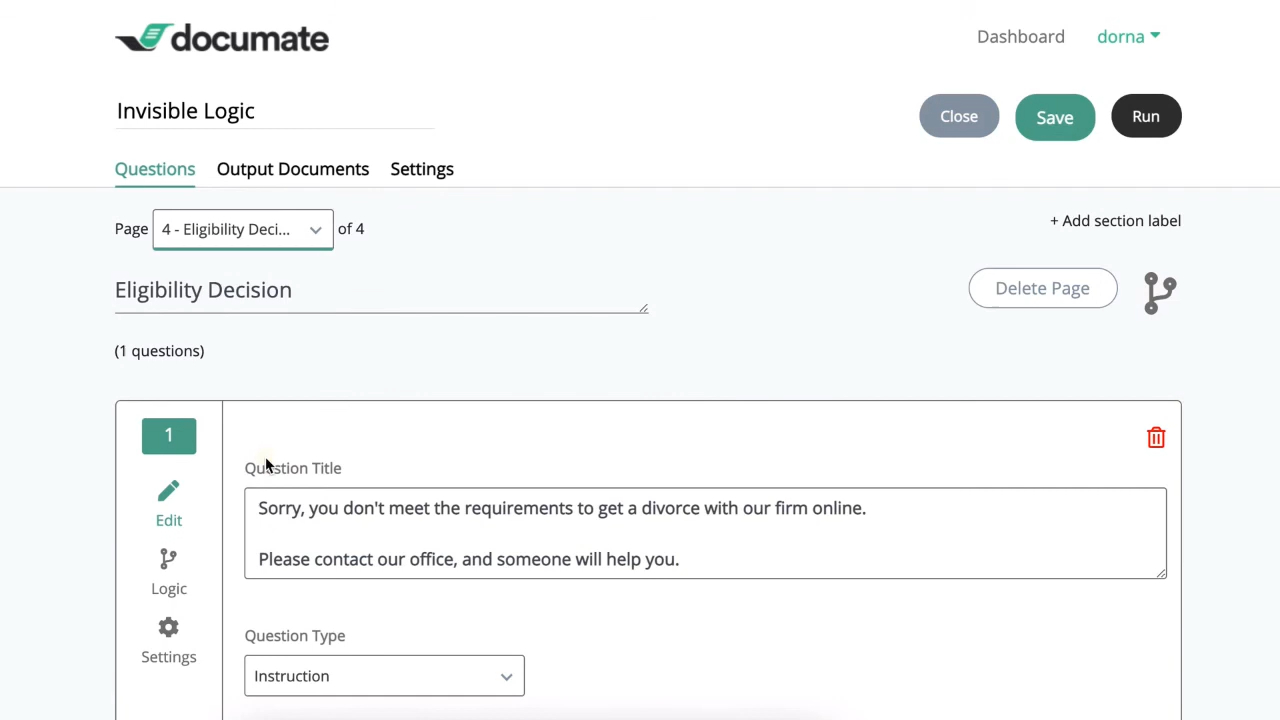 documate
Dashboard
dorna
Invisible Logic
Close
Save
Run
Questions
Output Documents
Settings
Page
4 - Eligibility Deci...
of 4
+ Add section label
Eligibility Decision
Delete Page
(1 questions)
1
Question Title
Sorry, you don't meet the requirements to get a divorce with our firm online.
Please contact our office, and someone will help you.
Edit
Logic
Settings
Question Type
Instruction